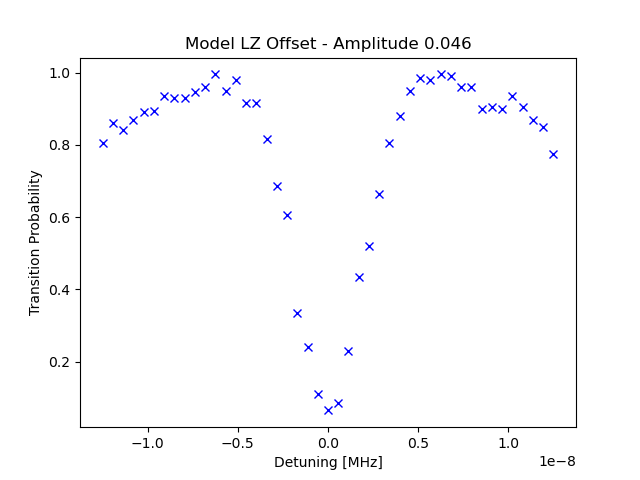 Model LZ Offset - Amplitude 0.046
Transition Probability
1.0
0.8
0.6
0.4
0.2
−1.0 −0.5 0.0 0.5 1.0
Detuning [MHz]
1e−8